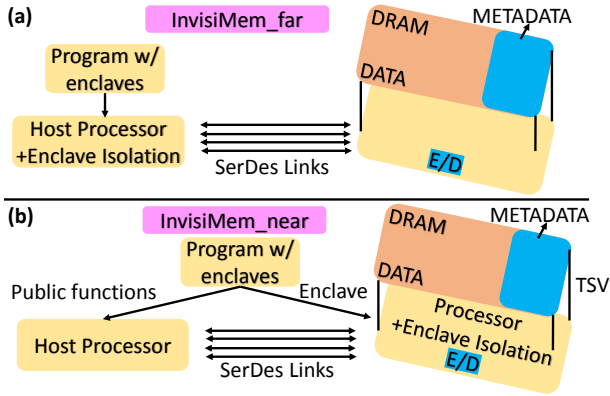 (a)
InvisiMem_far
METADATA
DRAM
Program w/
enclaves
DATA
Host Processor
+Enclave Isolation
SerDes Links
E/D
(b)
InvisiMem_near
METADATA
Program w/
enclaves
DRAM
Public functions
Enclave
DATA
TSV
Processor
+Enclave Isolation
Host Processor
E/D
SerDes Links